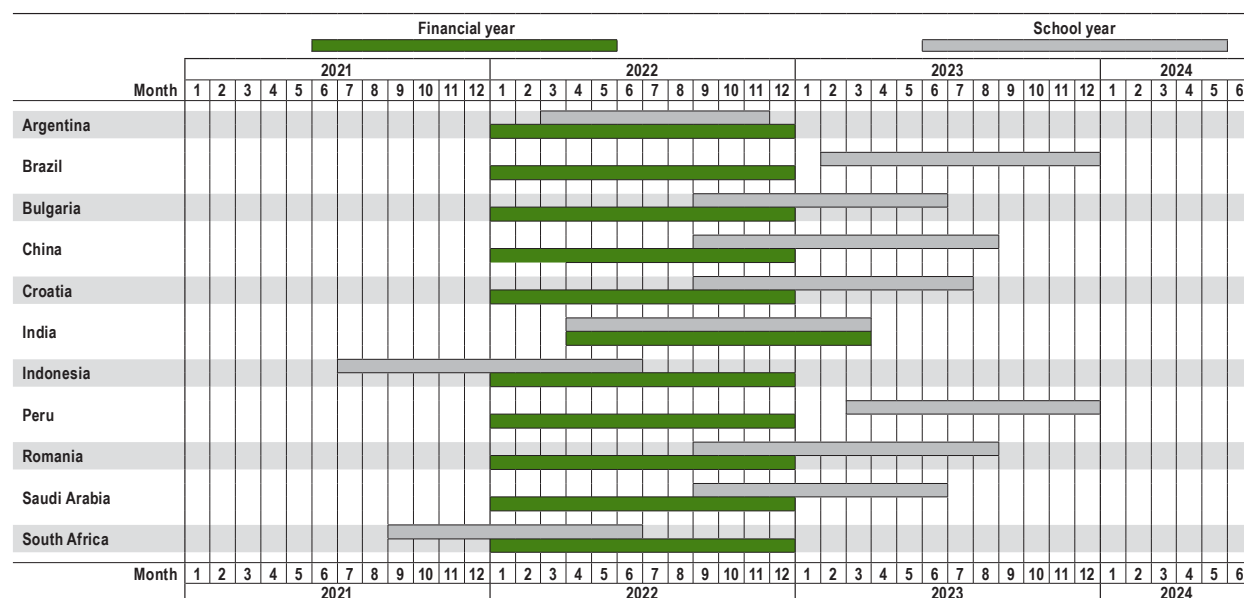 Financial year School year
2021 2022 2023 2024
Month 1 2 3 4 5 6 7 8 9 10 11 12 1 2 3 4 5 6 7 8 9 10 11 12 1 2 3 4 5 6 7 8 9 10 11 12 1 2 3 4 5 6
Argentina
Brazil
Bulgaria
China
Croatia
India
Indonesia
Peru
Romania
Saudi Arabia
South Africa
Month 1 2 3 4 5 6 7 8 9 10 11 12 1 2 3 4 5 6 7 8 9 10 11 12 1 2 3 4 5 6 7 8 9 10 11 12 1 2 3 4 5 6
2021 2022 2023 2024